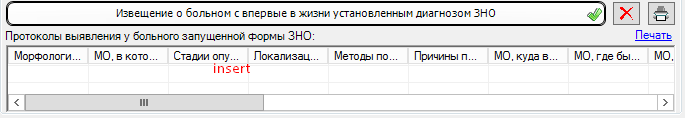 Извещение о больном с впервые в жизни установленным диагнозом ЗНО
Протоколы выявления у больного запущенной формы ЗНО: Печать
Морфологи... МО, в кото... Стадии опу... Локализац... Методы по... Причины п... МО, куда в... МО, где бы... МО,
insert